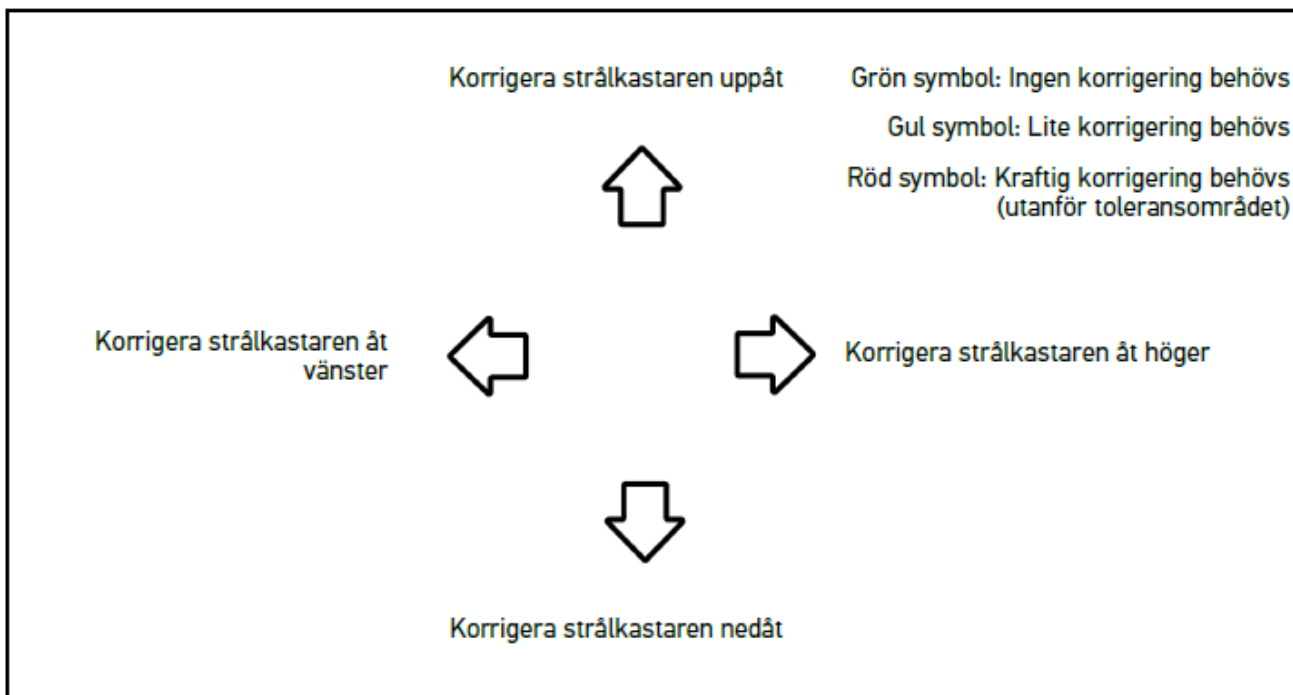 Korrigera strålkastaren uppåt
Grön symbol: Ingen korrigering behövs
Gul symbol: Lite korrigering behövs
Röd symbol: Kraftig korrigering behövs
(utanför toleransområdet)
Korrigera strålkastaren åt
vänster
Korrigera strålkastaren åt höger
Korrigera strålkastaren nedåt